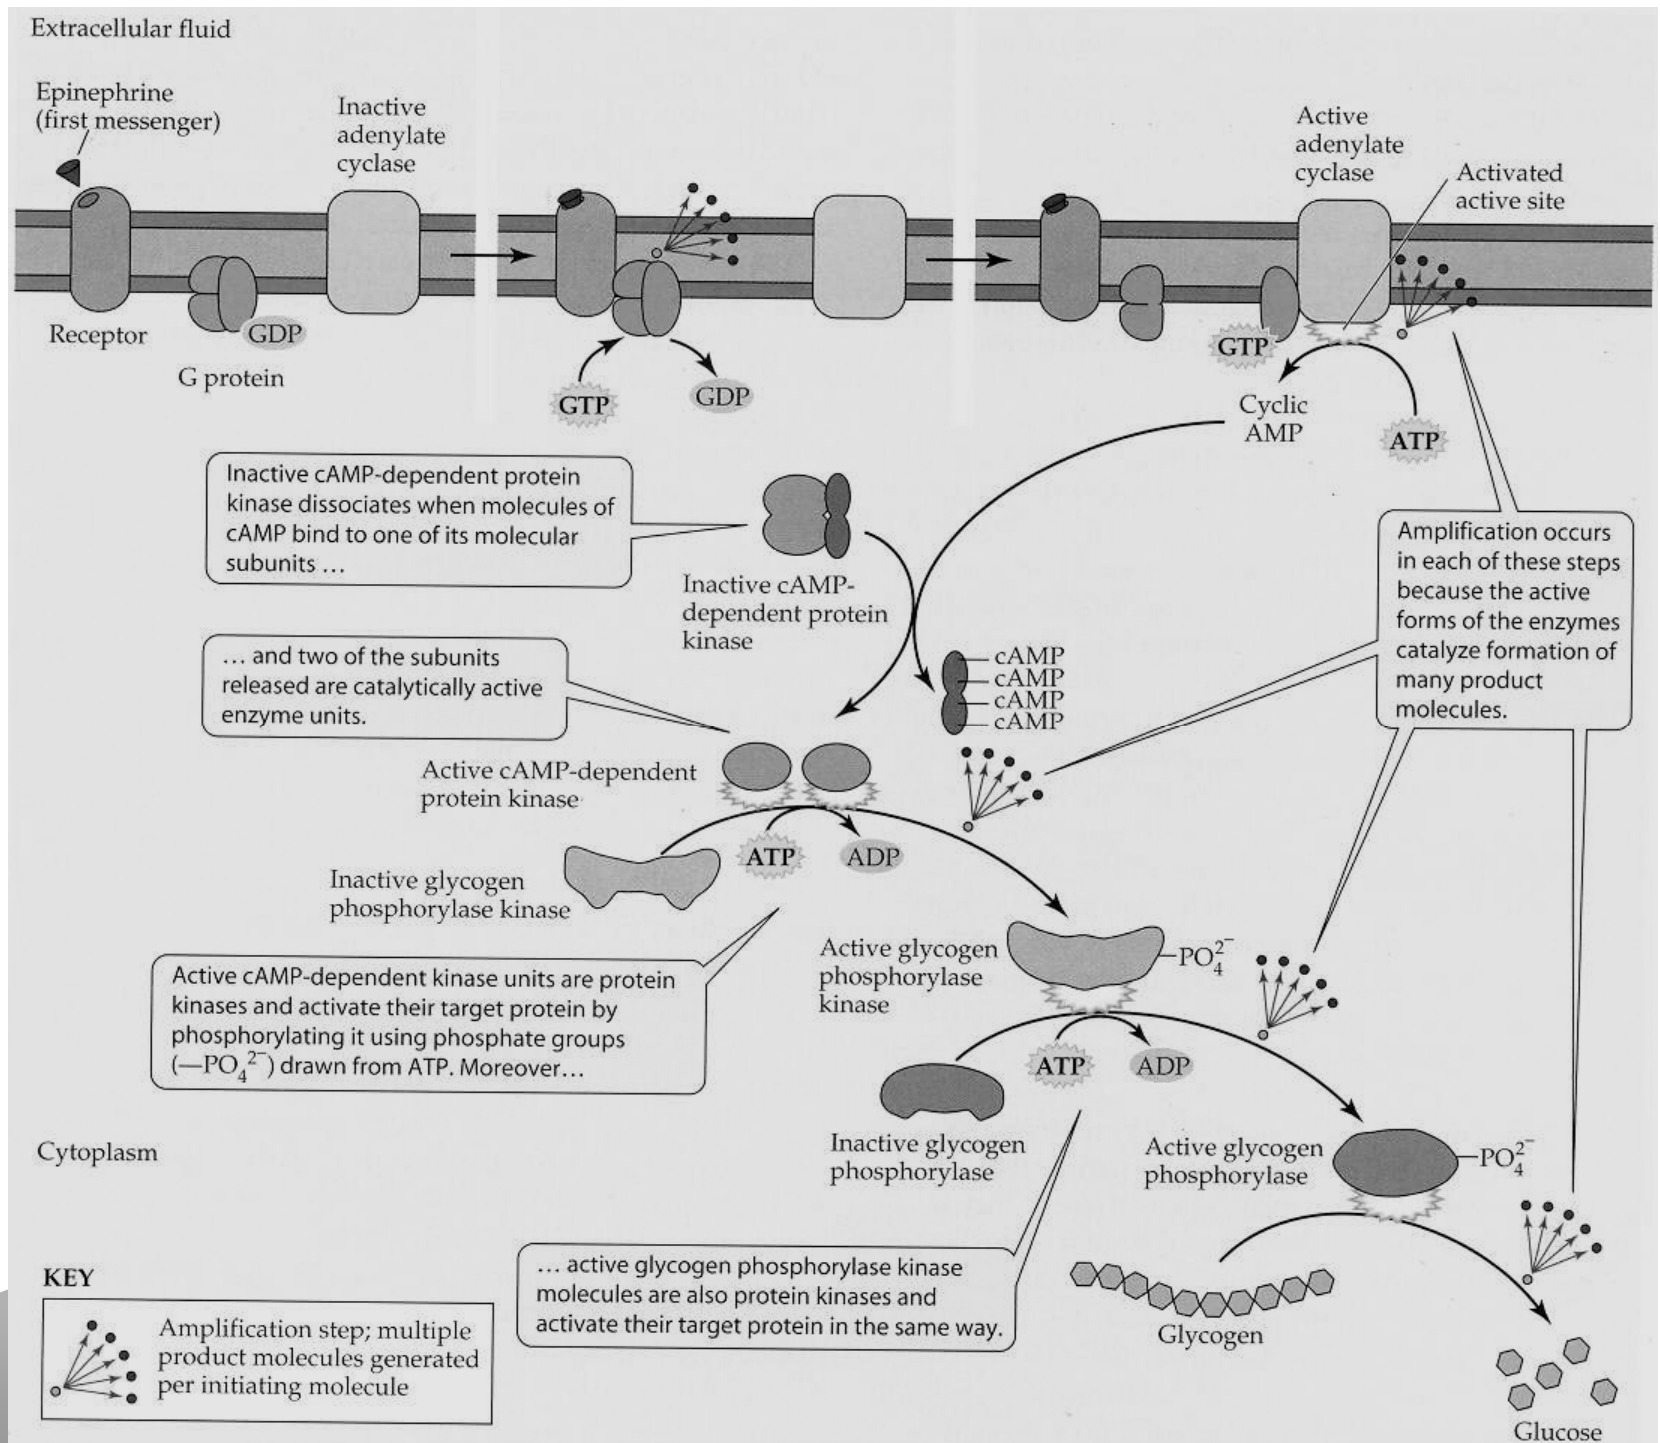 Extracellular fluid
Epinephrine
(first messenger)
Inactive
adenylate
cyclase
Active
adenylate
cyclase
Activated
active site
Receptor
GDP
G protein
GTP
GDP
GTP
Cyclic
AMP
ATP
Inactive cAMP-dependent protein
kinase dissociates when molecules of
cAMP bind to one of its molecular
subunits …
Inactive cAMP-
dependent protein
kinase
Amplification occurs
in each of these steps
because the active
forms of the enzymes
catalyze formation of
many product
molecules.
… and two of the subunits
released are catalytically active
enzyme units.
cAMP
cAMP
cAMP
cAMP
Active cAMP-dependent
protein kinase
ATP
ADP
Inactive glycogen
phosphorylase kinase
Active glycogen
phosphorylase
kinase
—PO₄²⁻
Active cAMP-dependent kinase units are protein
kinases and activate their target protein by
phosphorylating it using phosphate groups
(—PO₄²⁻) drawn from ATP. Moreover…
ATP
ADP
Inactive glycogen
phosphorylase
Active glycogen
phosphorylase
—PO₄²⁻
Cytoplasm
… active glycogen phosphorylase kinase
molecules are also protein kinases and
activate their target protein in the same way.
Glycogen
Glucose
KEY
Amplification step; multiple
product molecules generated
per initiating molecule